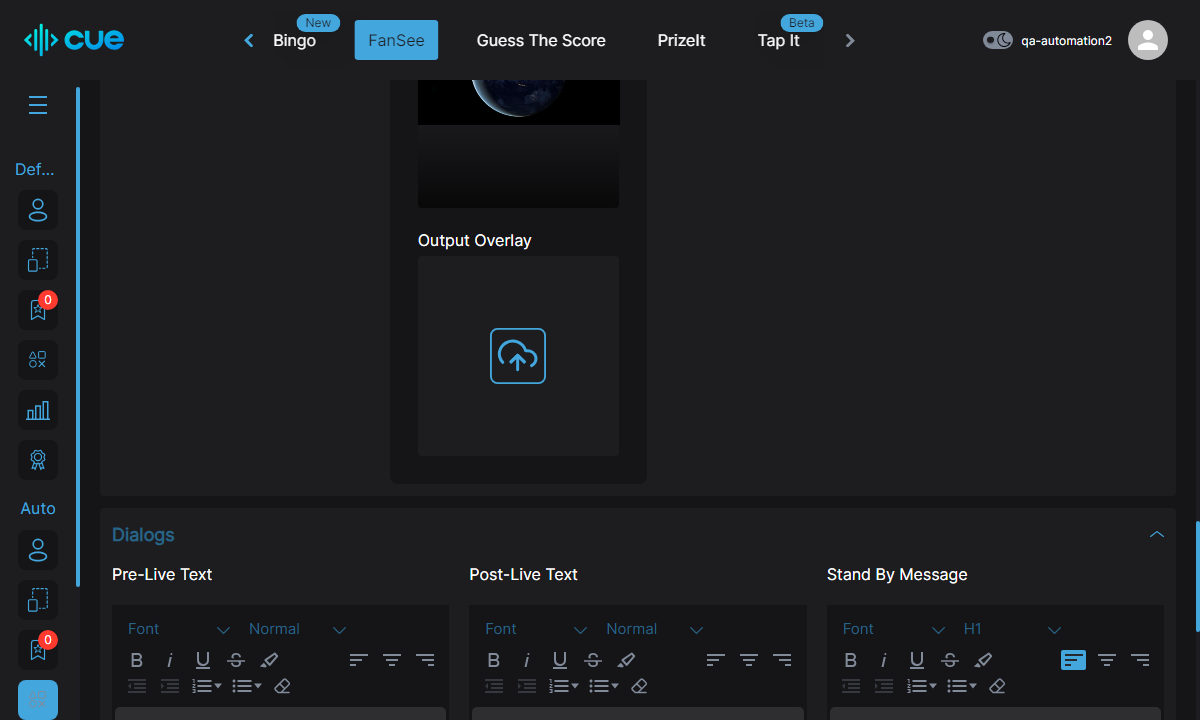 cue
New
Bingo
FanSee
Guess The Score
PrizeIt
Beta
Tap It
qa-automation2
Def...
0
Auto
0
Output Overlay
Dialogs
Pre-Live Text
Post-Live Text
Stand By Message
Font
Normal
Font
Normal
Font
H1